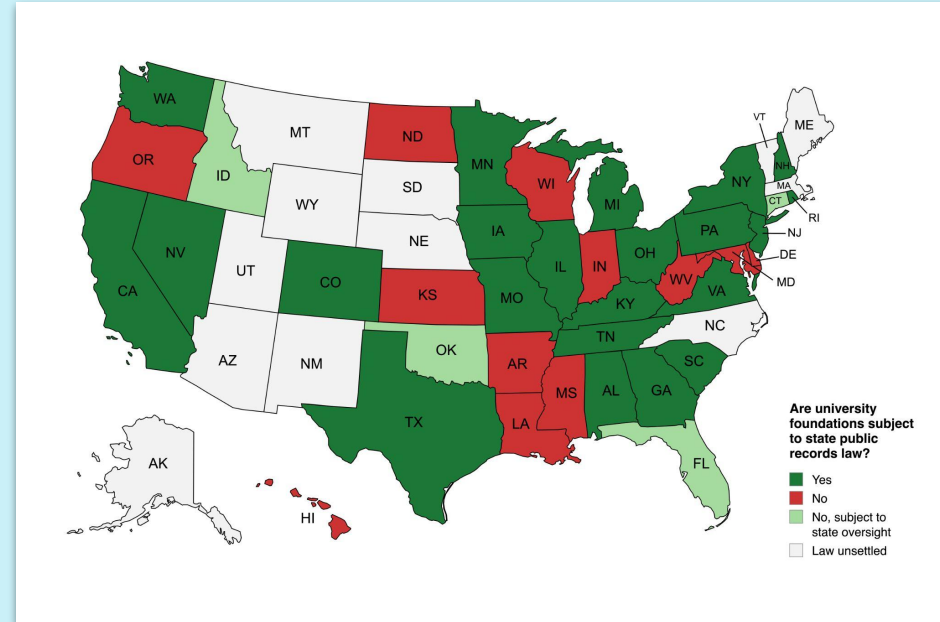 WA
MT
ND
MN
VT
ME
OR
ID
SD
WI
NY
NH
MA
CT
WY
MI
RI
NV
NE
IA
PA
NJ
UT
CO
IL
IN
OH
DE
CA
KS
MO
WV
MD
KY
VA
AZ
NM
OK
AR
TN
NC
TX
LA
MS
AL
GA
SC
AK
HI
FL
Are university
foundations subject
to state public
records law?
Yes
No
No, subject to
state oversight
Law unsettled